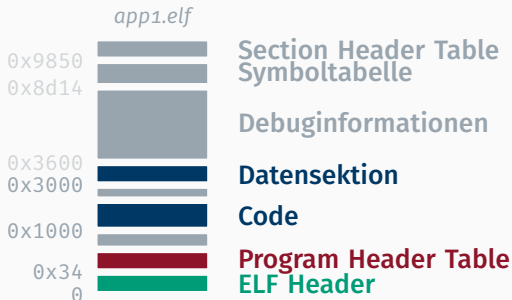 app1.elf
Section Header Table
0x9850
Symboltabelle
0x8d14
Debuginformationen
0x3600
Datensektion
0x3000
Code
0x1000
Program Header Table
0x34
ELF Header
0